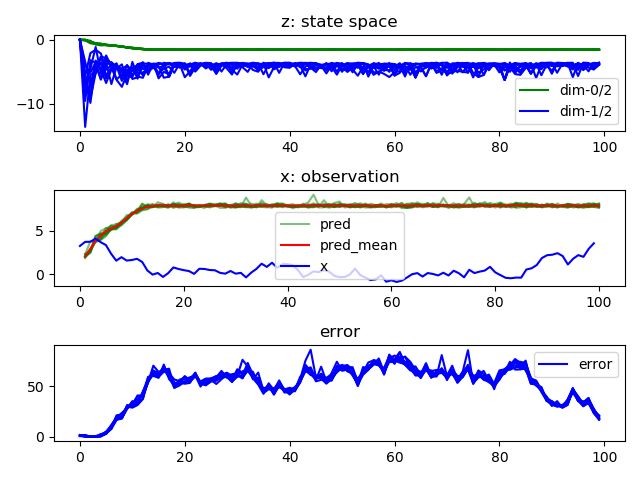 z: state space
0
−10
dim-0/2
dim-1/2
0 20 40 60 80 100
x: observation
5
0
pred
pred_mean
x
0 20 40 60 80 100
error
50
0
error
0 20 40 60 80 100